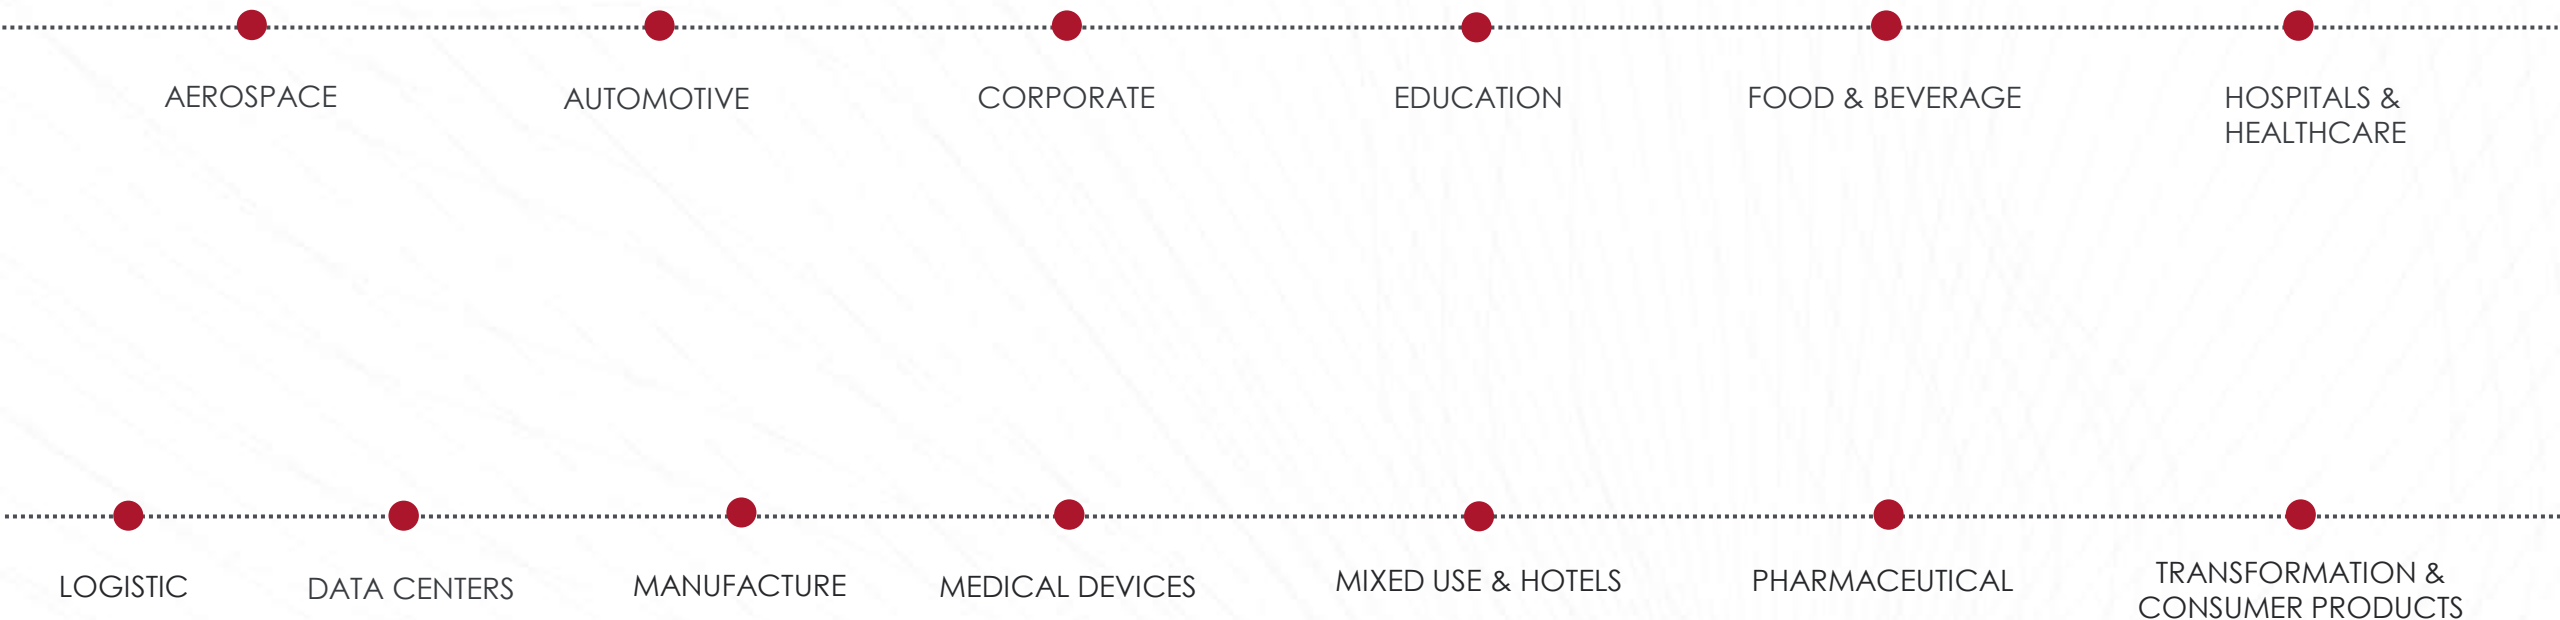 AEROSPACE
AUTOMOTIVE
CORPORATE
EDUCATION
FOOD & BEVERAGE
HOSPITALS &
HEALTHCARE
LOGISTIC
DATA CENTERS
MANUFACTURE
MEDICAL DEVICES
MIXED USE & HOTELS
PHARMACEUTICAL
TRANSFORMATION &
CONSUMER PRODUCTS